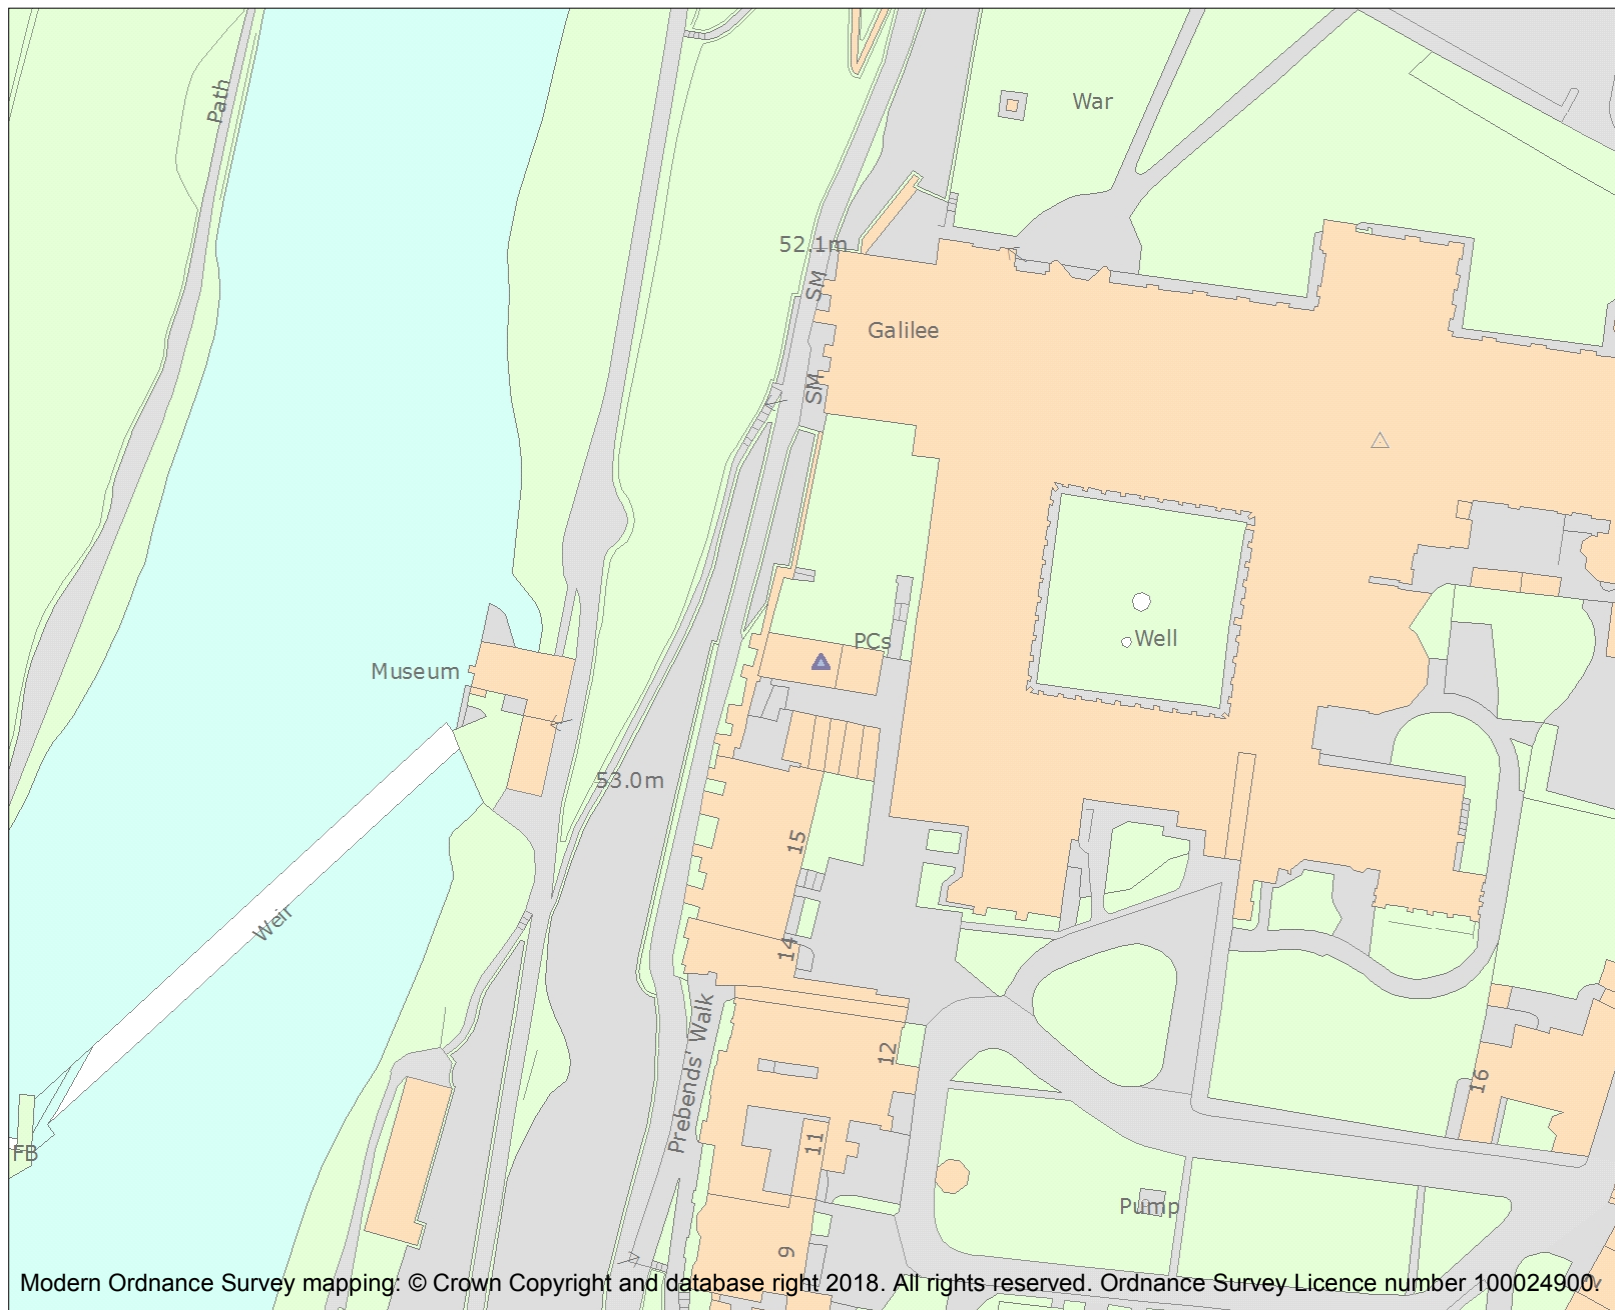 Path
War
52.1m
SM
Galilee
SM
PCs
Well
Museum
53.0m
15
Weir
14
Prebends' Walk
12
16
11
FB
Pump
9
Modern Ordnance Survey mapping: © Crown Copyright and database right 2018. All rights reserved. Ordnance Survey Licence number 100024900.